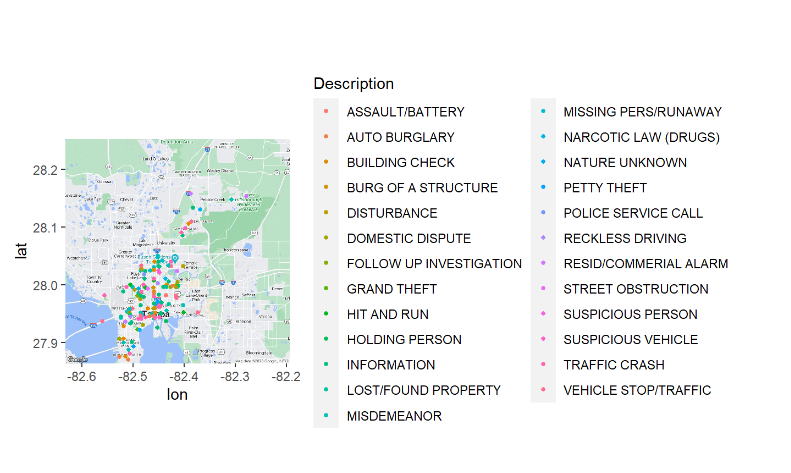 Description
ASSAULT/BATTERY
AUTO BURGLARY
BUILDING CHECK
BURG OF A STRUCTURE
DISTURBANCE
DOMESTIC DISPUTE
FOLLOW UP INVESTIGATION
GRAND THEFT
HIT AND RUN
HOLDING PERSON
INFORMATION
LOST/FOUND PROPERTY
MISDEMEANOR
MISSING PERS/RUNAWAY
NARCOTIC LAW (DRUGS)
NATURE UNKNOWN
PETTY THEFT
POLICE SERVICE CALL
RECKLESS DRIVING
RESD/COMMERIAL ALARM
STREET OBSTRUCTION
SUSPICIOUS PERSON
SUSPICIOUS VEHICLE
TRAFFIC CRASH
VEHICLE STOP/TRAFFIC
lat
28.2
28.1
28.0
27.9
-82.6
-82.5
-82.4
-82.3
-82.2
lon
Google
Bloomingdale